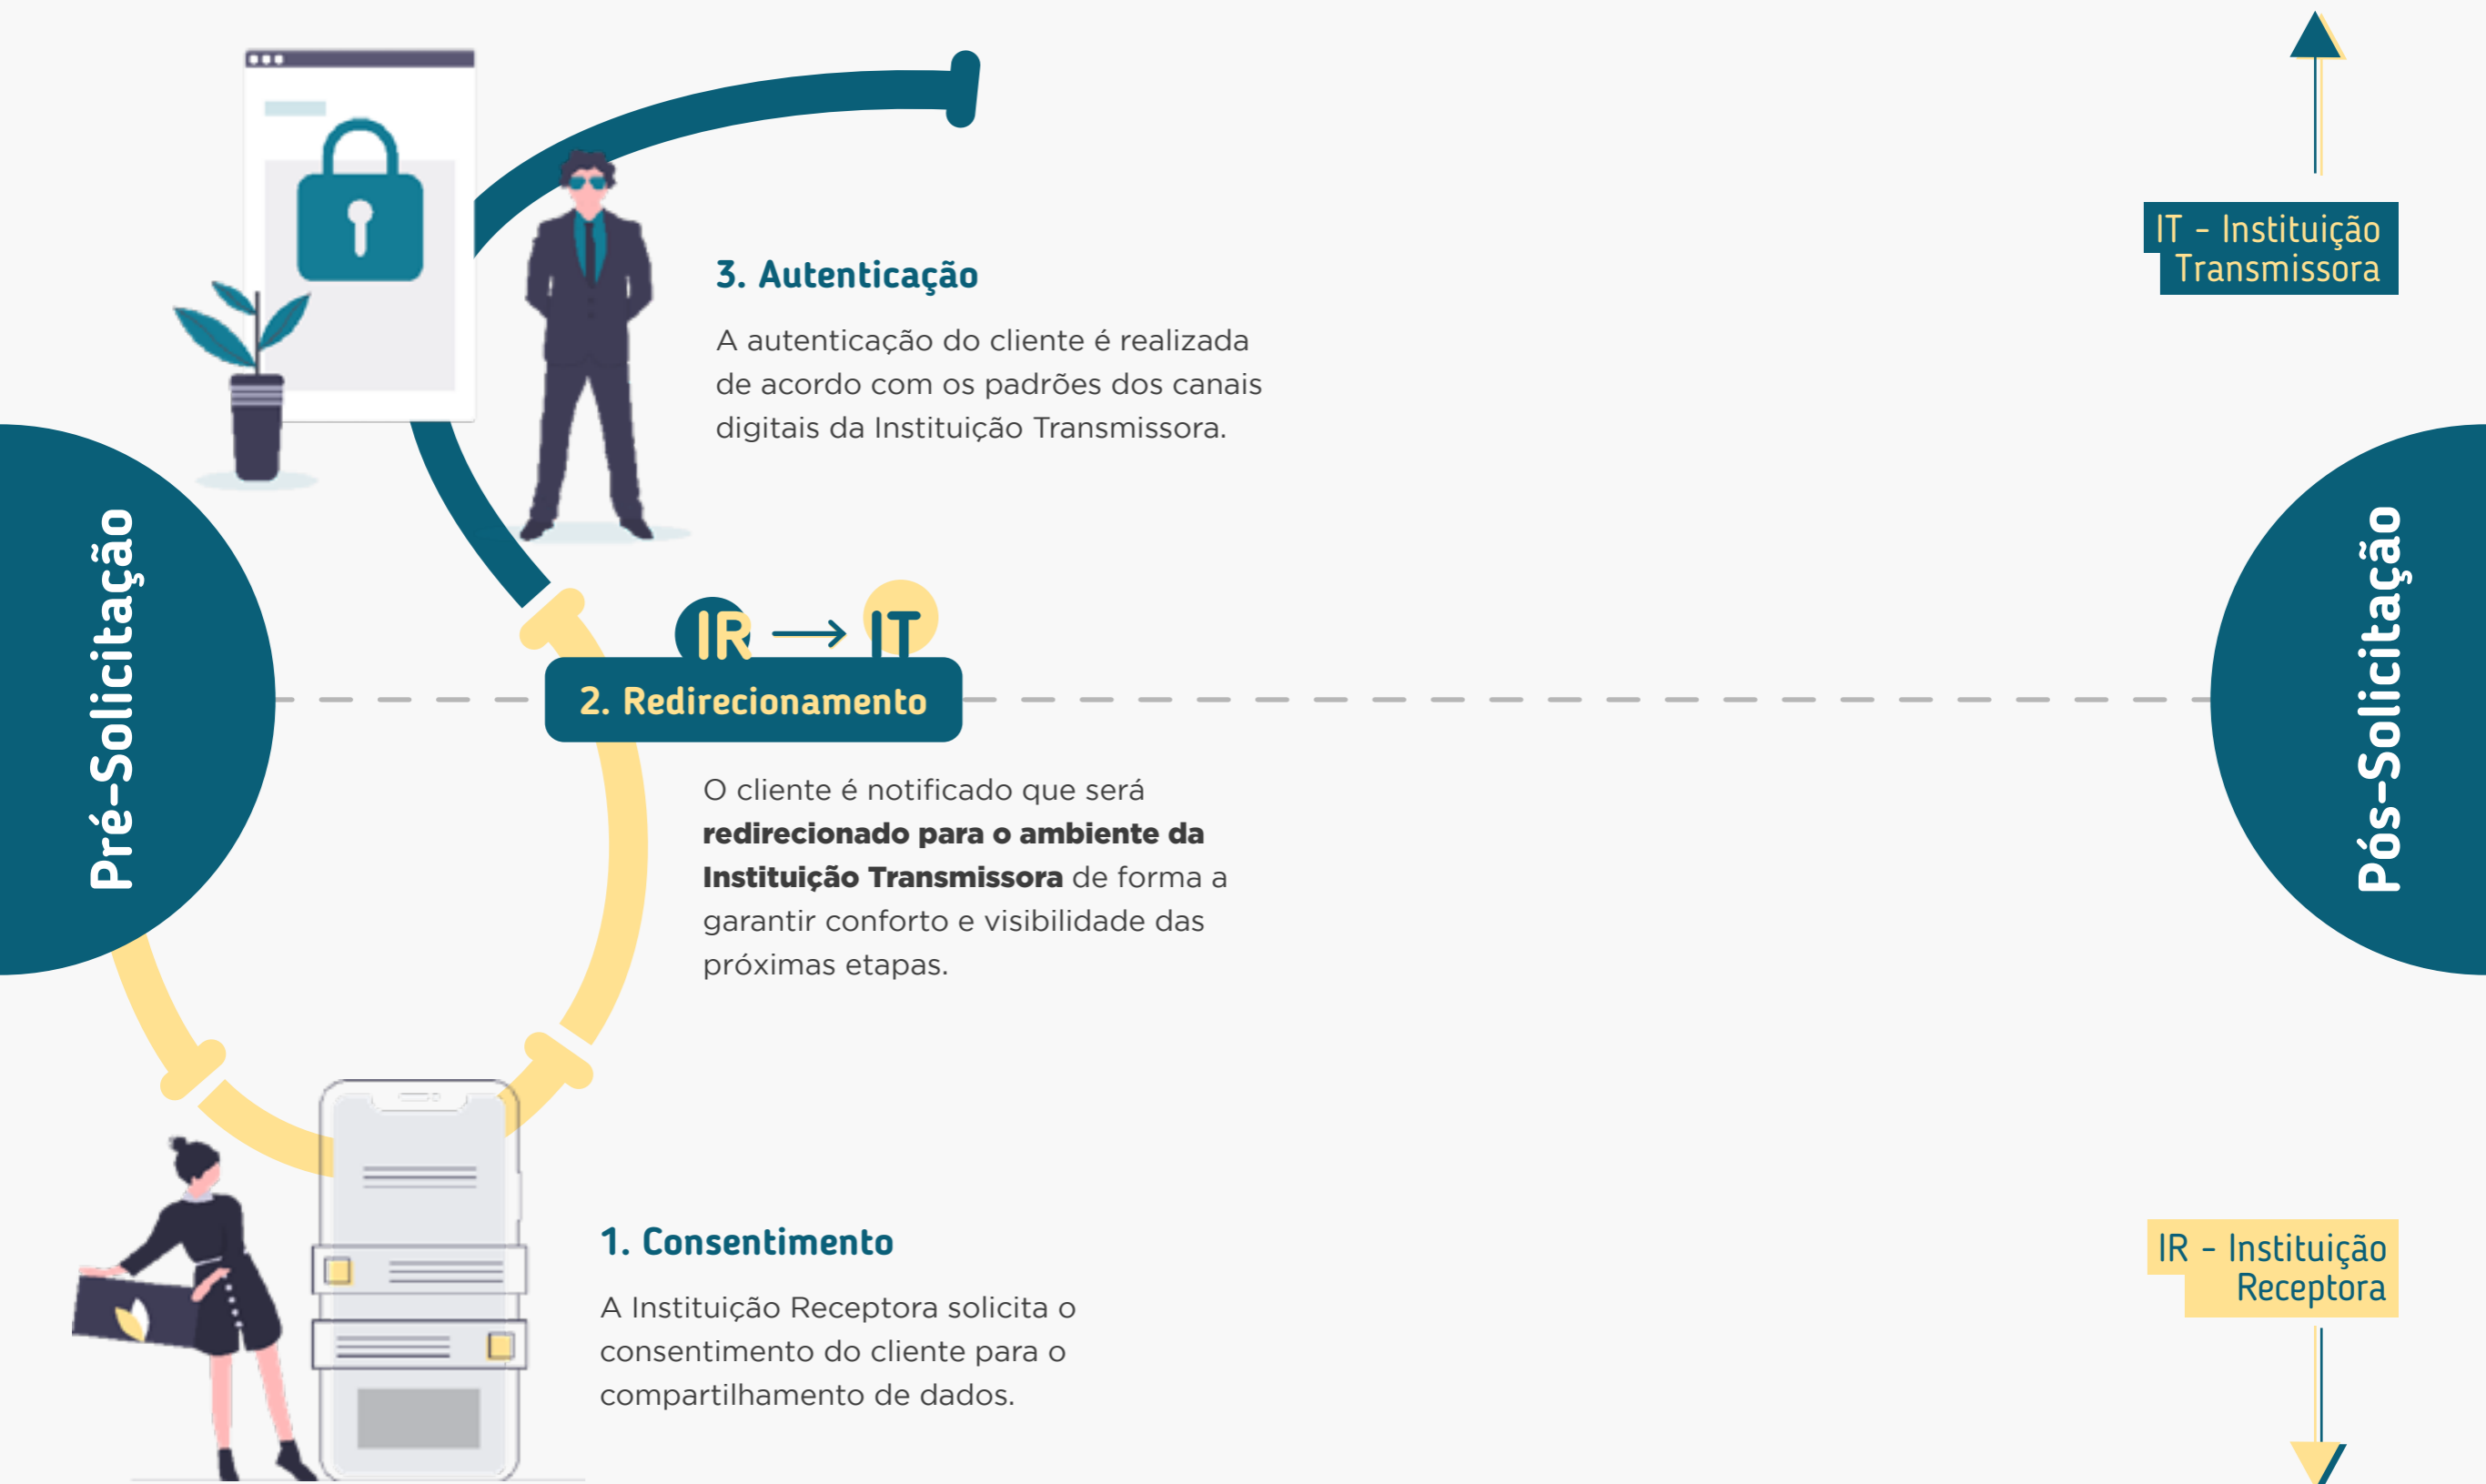 3. Autenticação
A autenticação do cliente é realizada
de acordo com os padrões dos canais
digitais da Instituição Transmissora.
IT - Instituição
Transmissora
Pré-Solicitação
IR → IT
2. Redirecionamento
O cliente é notificado que será
redirecionado para o ambiente da
Instituição Transmissora de forma a
garantir conforto e visibilidade das
próximas etapas.
Pós-Solicitação
1. Consentimento
A Instituição Receptora solicita o
consentimento do cliente para o
compartilhamento de dados.
IR - Instituição
Receptora